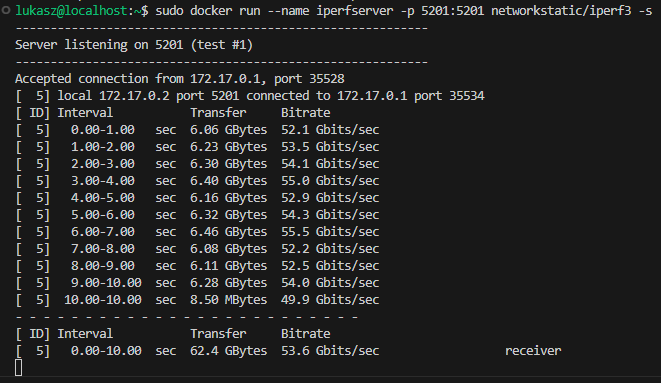 lukasz@localhost:~$ sudo docker run --name iperfserver -p 5201:5201 networkstatic/iperf3 -s
-----------------------------------------------------------
Server listening on 5201 (test #1)
-----------------------------------------------------------
Accepted connection from 172.17.0.1, port 35528
[  5] local 172.17.0.2 port 5201 connected to 172.17.0.1 port 35534
[ ID] Interval           Transfer     Bitrate
[  5]   0.00-1.00   sec  6.06 GBytes  52.1 Gbits/sec
[  5]   1.00-2.00   sec  6.23 GBytes  53.5 Gbits/sec
[  5]   2.00-3.00   sec  6.30 GBytes  54.1 Gbits/sec
[  5]   3.00-4.00   sec  6.40 GBytes  55.0 Gbits/sec
[  5]   4.00-5.00   sec  6.16 GBytes  52.9 Gbits/sec
[  5]   5.00-6.00   sec  6.32 GBytes  54.3 Gbits/sec
[  5]   6.00-7.00   sec  6.46 GBytes  55.5 Gbits/sec
[  5]   7.00-8.00   sec  6.08 GBytes  52.2 Gbits/sec
[  5]   8.00-9.00   sec  6.11 GBytes  52.5 Gbits/sec
[  5]   9.00-10.00  sec  6.28 GBytes  54.0 Gbits/sec
[  5]  10.00-10.00  sec  8.50 MBytes  49.9 Gbits/sec
- - - - - - - - - - - - - - - - - - - - - - - - -
[ ID] Interval           Transfer     Bitrate
[  5]   0.00-10.00  sec  62.4 GBytes  53.6 Gbits/sec                  receiver